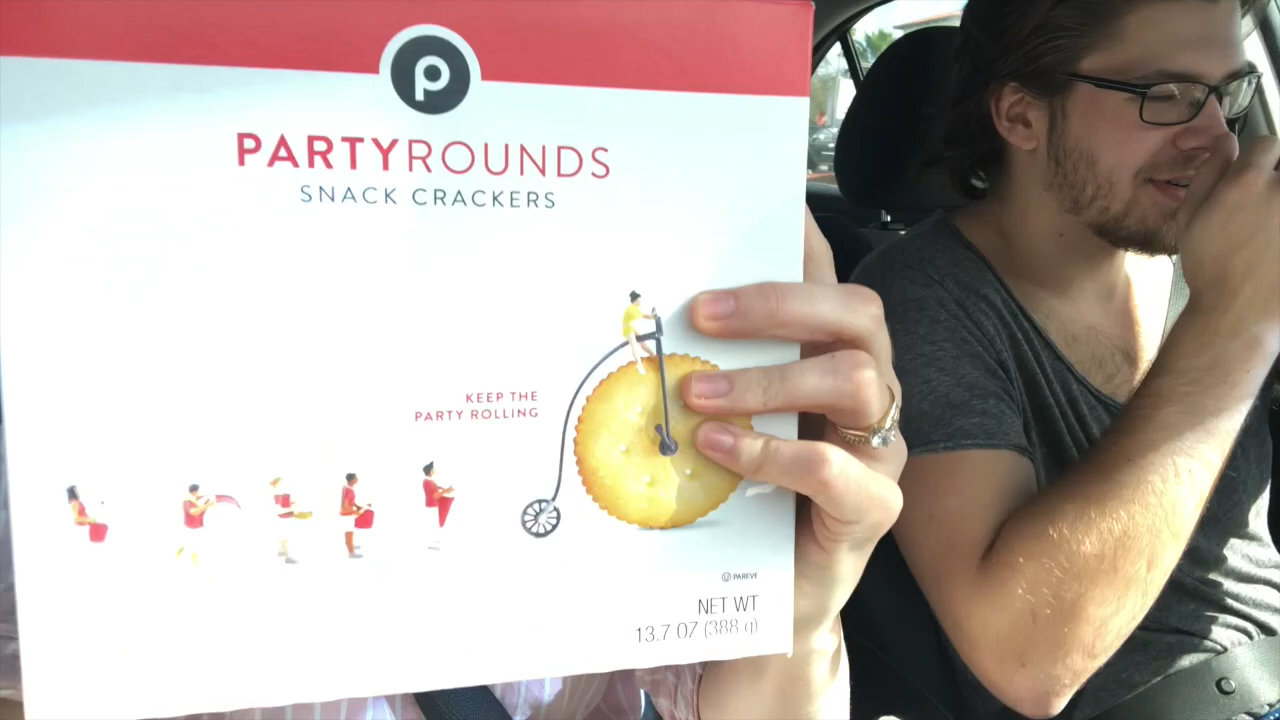 P
PARTYROUNDS
SNACK CRACKERS
KEEP THE
PARTY ROLLING
U PAREVE
NET WT
13.7 OZ (388 g)